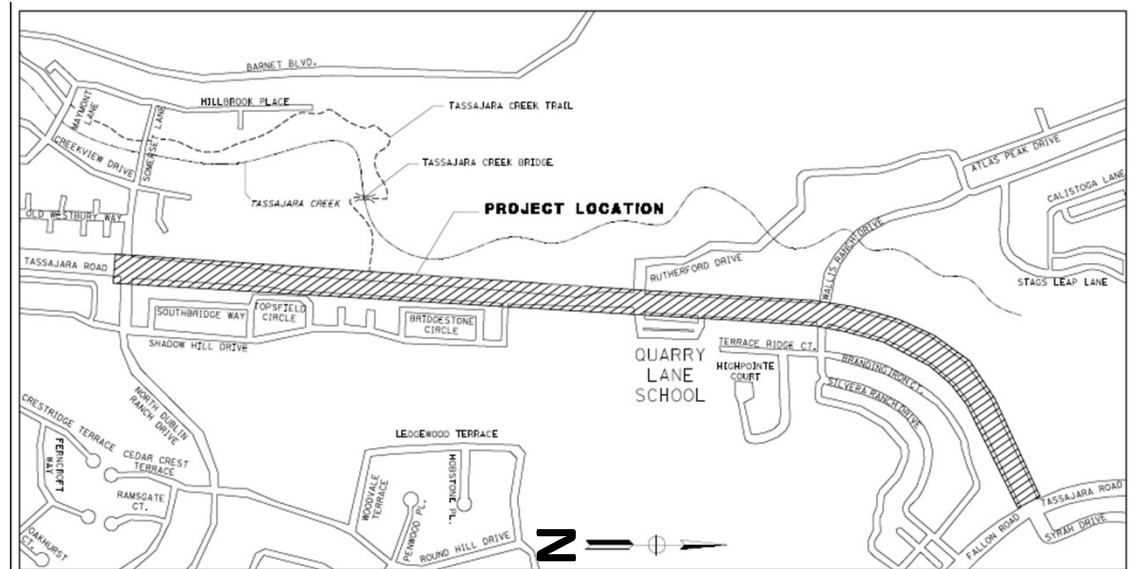 BARNET BLVD.
HILLBROOK PLACE
TASSAJARA CREEK TRAIL
MAYMONT
LANE
SOMERSET LANE
CREEKVIEW DRIVE
TASSAJARA CREEK BRIDGE
ATLAS PEAK DRIVE
CALISTOGA LANE
TASSAJARA CREEK
PROJECT LOCATION
OLD WESTBURY WAY
WALLIS RANCH DRIVE
TASSAJARA ROAD
RUTHERFORD DRIVE
STAGS LEAP LANE
SOUTHBRIDGE WAY
TOPSFIELD
CIRCLE
BRIDGESTONE
CIRCLE
SHADOW HILL DRIVE
QUARRY
LANE
SCHOOL
TERRACE RIDGE CT.
HIGHPOINTE
COURT
BRANDING IRON CT.
SILVERA RANCH DRIVE
NORTH DUBLIN
RANCH DRIVE
CRESTRIDGE TERRACE
CEDAR CREST
TERRACE
FERNCROFT
WAY
RAMSGATE
CT.
OAKHURST
CT.
LEDGEWOOD TERRACE
WOODVALE
TERRACE
HOBSTONE PL.
PENWOOD PL.
ROUND HILL DRIVE
N
TASSAJARA ROAD
FALLON ROAD
SYRAH DRIVE